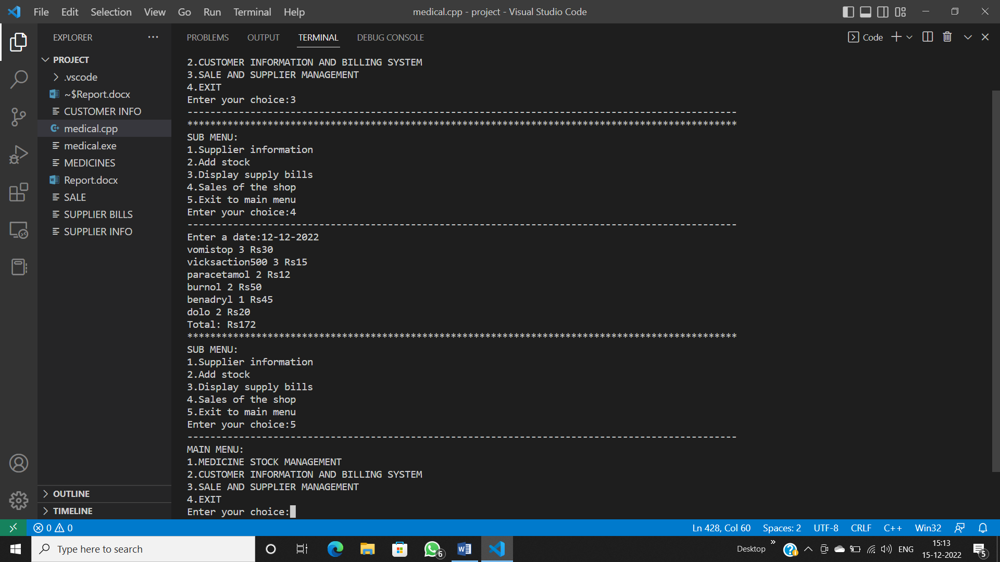 File Edit Selection View Go Run Terminal Help
medical.cpp - project - Visual Studio Code
EXPLORER
PROJECT
.vscode
~$Report.docx
CUSTOMER INFO
medical.cpp
medical.exe
MEDICINES
Report.docx
SALE
SUPPLIER BILLS
SUPPLIER INFO
OUTLINE
TIMELINE
PROBLEMS OUTPUT TERMINAL DEBUG CONSOLE
Code
2.CUSTOMER INFORMATION AND BILLING SYSTEM
3.SALE AND SUPPLIER MANAGEMENT
4.EXIT
Enter your choice:3
------------------------------------------------------------------------------------------------
************************************************************************************************
SUB MENU:
1.Supplier information
2.Add stock
3.Display supply bills
4.Sales of the shop
5.Exit to main menu
Enter your choice:4
------------------------------------------------------------------------------------------------
Enter a date:12-12-2022
vomistop 3 Rs30
vicksaction500 3 Rs15
paracetamol 2 Rs12
burnol 2 Rs50
benadryl 1 Rs45
dolo 2 Rs20
Total: Rs172
************************************************************************************************
SUB MENU:
1.Supplier information
2.Add stock
3.Display supply bills
4.Sales of the shop
5.Exit to main menu
Enter your choice:5
------------------------------------------------------------------------------------------------
MAIN MENU:
1.MEDICINE STOCK MANAGEMENT
2.CUSTOMER INFORMATION AND BILLING SYSTEM
3.SALE AND SUPPLIER MANAGEMENT
4.EXIT
Enter your choice:
0 0
Ln 428, Col 60 Spaces: 2 UTF-8 CRLF C++ Win32
Type here to search
6
Desktop
ENG
15:13
15-12-2022
5